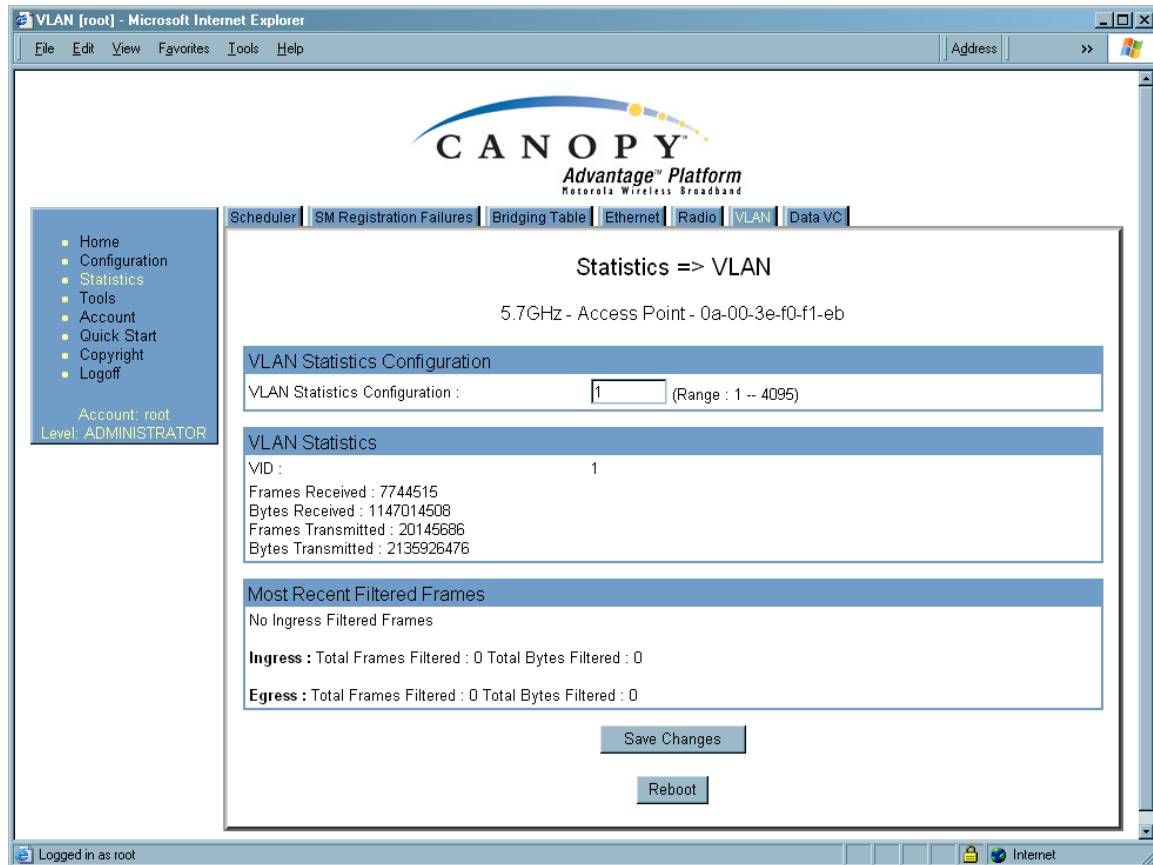 VLAN [root] - Microsoft Internet Explorer
File Edit View Favorites Tools Help Address »
CANOPY™
Advantage™ Platform
Motorola Wireless Broadband
Scheduler SM Registration Failures Bridging Table Ethernet Radio VLAN Data VC
Home
Configuration
Statistics
Tools
Account
Quick Start
Copyright
Logoff
Account: root
Level: ADMINISTRATOR
Statistics => VLAN
5.7GHz - Access Point - 0a-00-3e-f0-f1-eb
VLAN Statistics Configuration
VLAN Statistics Configuration : 1 (Range : 1 -- 4095)
VLAN Statistics
VID : 1
Frames Received : 7744515
Bytes Received : 1147014508
Frames Transmitted : 20145686
Bytes Transmitted : 2135926476
Most Recent Filtered Frames
No Ingress Filtered Frames
Ingress : Total Frames Filtered : 0 Total Bytes Filtered : 0
Egress : Total Frames Filtered : 0 Total Bytes Filtered : 0
Save Changes
Reboot
Logged in as root Internet